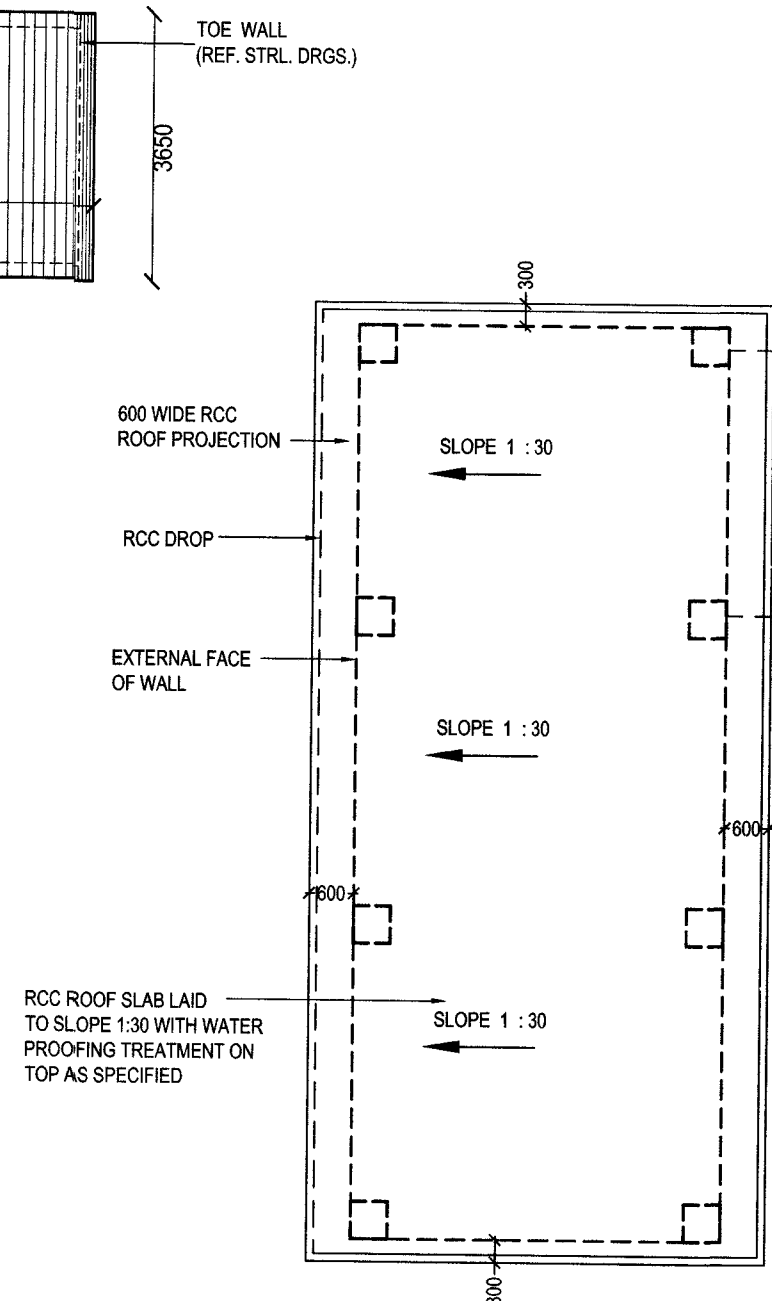 TOE WALL
(REF. STRL. DRGS.)
3650
300
600 WIDE RCC
ROOF PROJECTION
SLOPE 1 : 30
RCC DROP
EXTERNAL FACE
OF WALL
SLOPE 1 : 30
600
600
RCC ROOF SLAB LAID
TO SLOPE 1:30 WITH WATER
PROOFING TREATMENT ON
TOP AS SPECIFIED
SLOPE 1 : 30
300